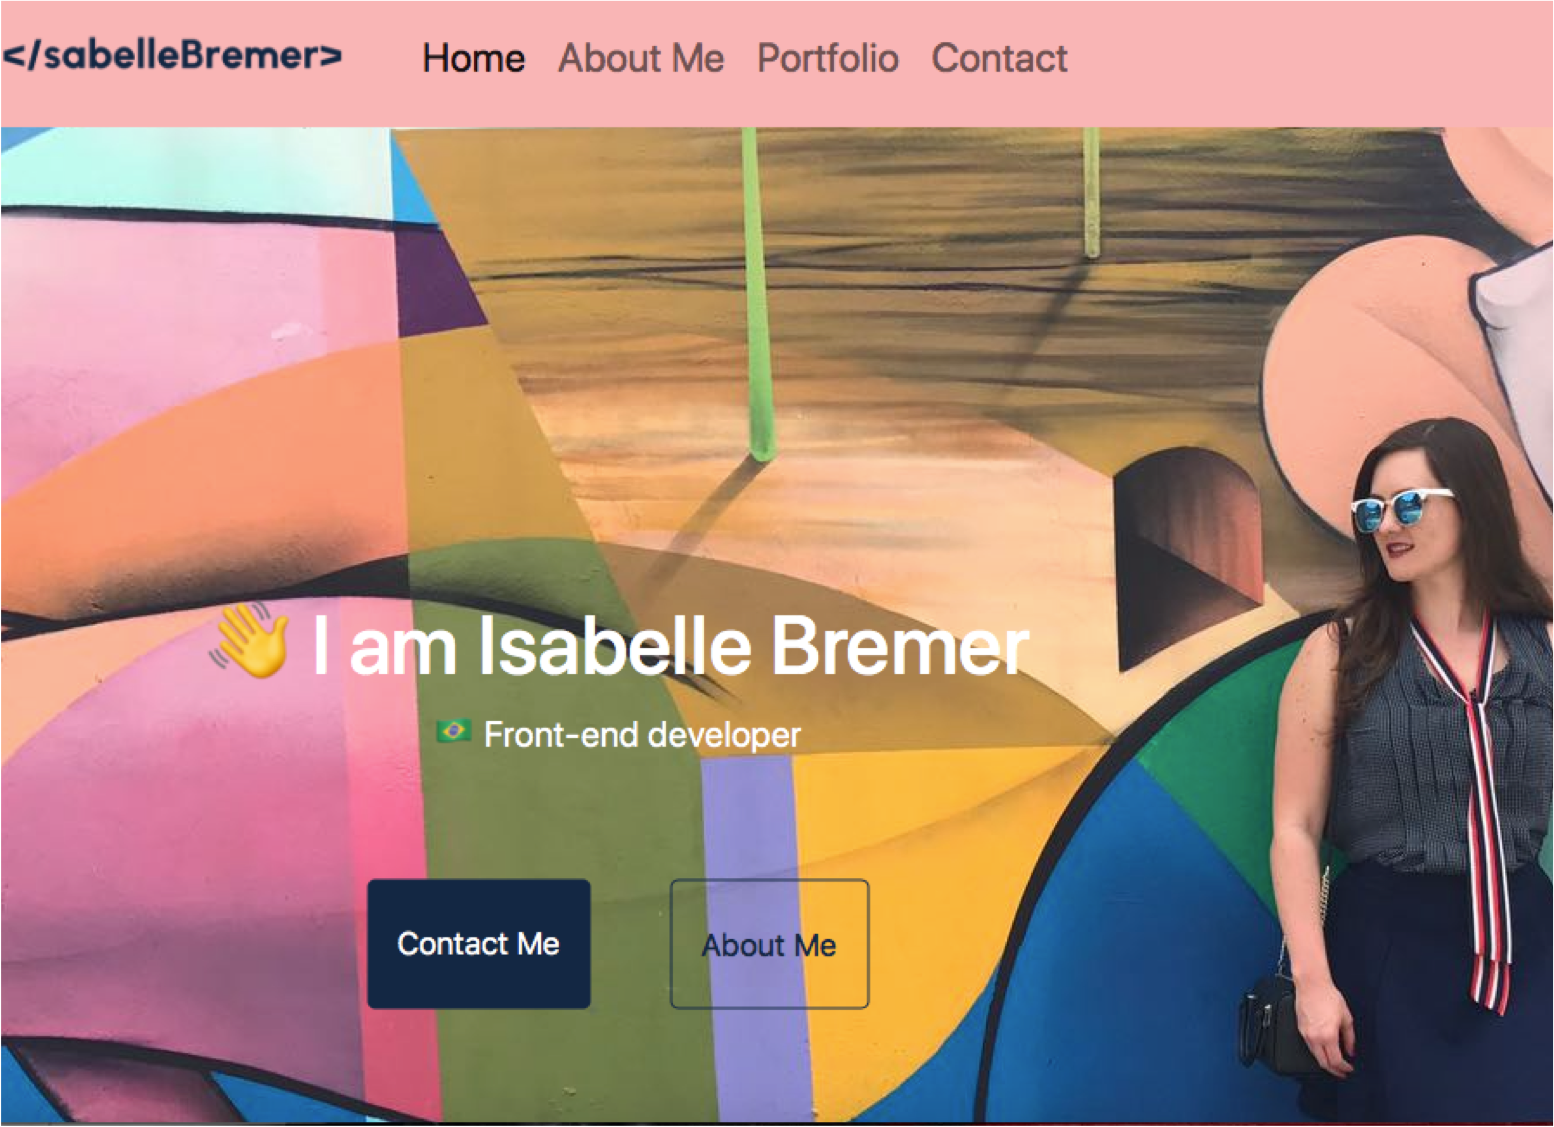 </sabelleBremer> Home About Me Portfolio Contact
👋 I am Isabelle Bremer
🇧🇷 Front-end developer
Contact Me About Me